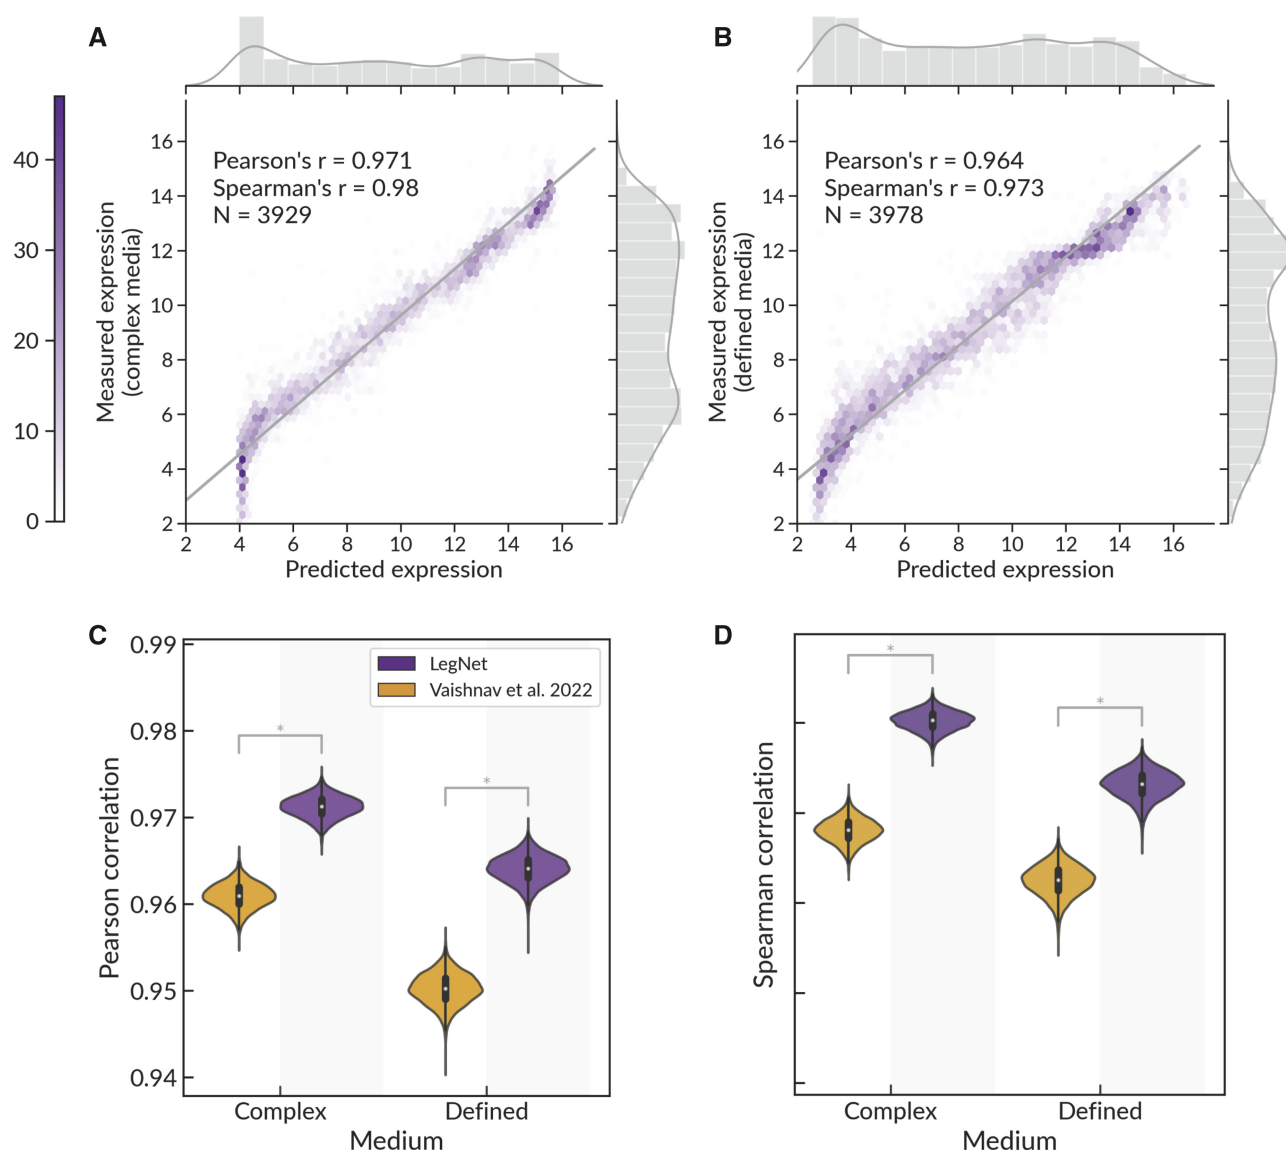 A
B
40
30
20
10
0
Measured expression
(complex media)
16
14
12
10
8
6
4
2
Pearson's r = 0.971
Spearman's r = 0.98
N = 3929
2 4 6 8 10 12 14 16
Predicted expression
Measured expression
(defined media)
16
14
12
10
8
6
4
2
Pearson's r = 0.964
Spearman's r = 0.973
N = 3978
2 4 6 8 10 12 14 16
Predicted expression
C
Pearson correlation
0.99
0.98
0.97
0.96
0.95
0.94
LegNet
Vaishnav et al. 2022
*
*
Complex Defined
Medium
D
Spearman correlation
*
*
Complex Defined
Medium